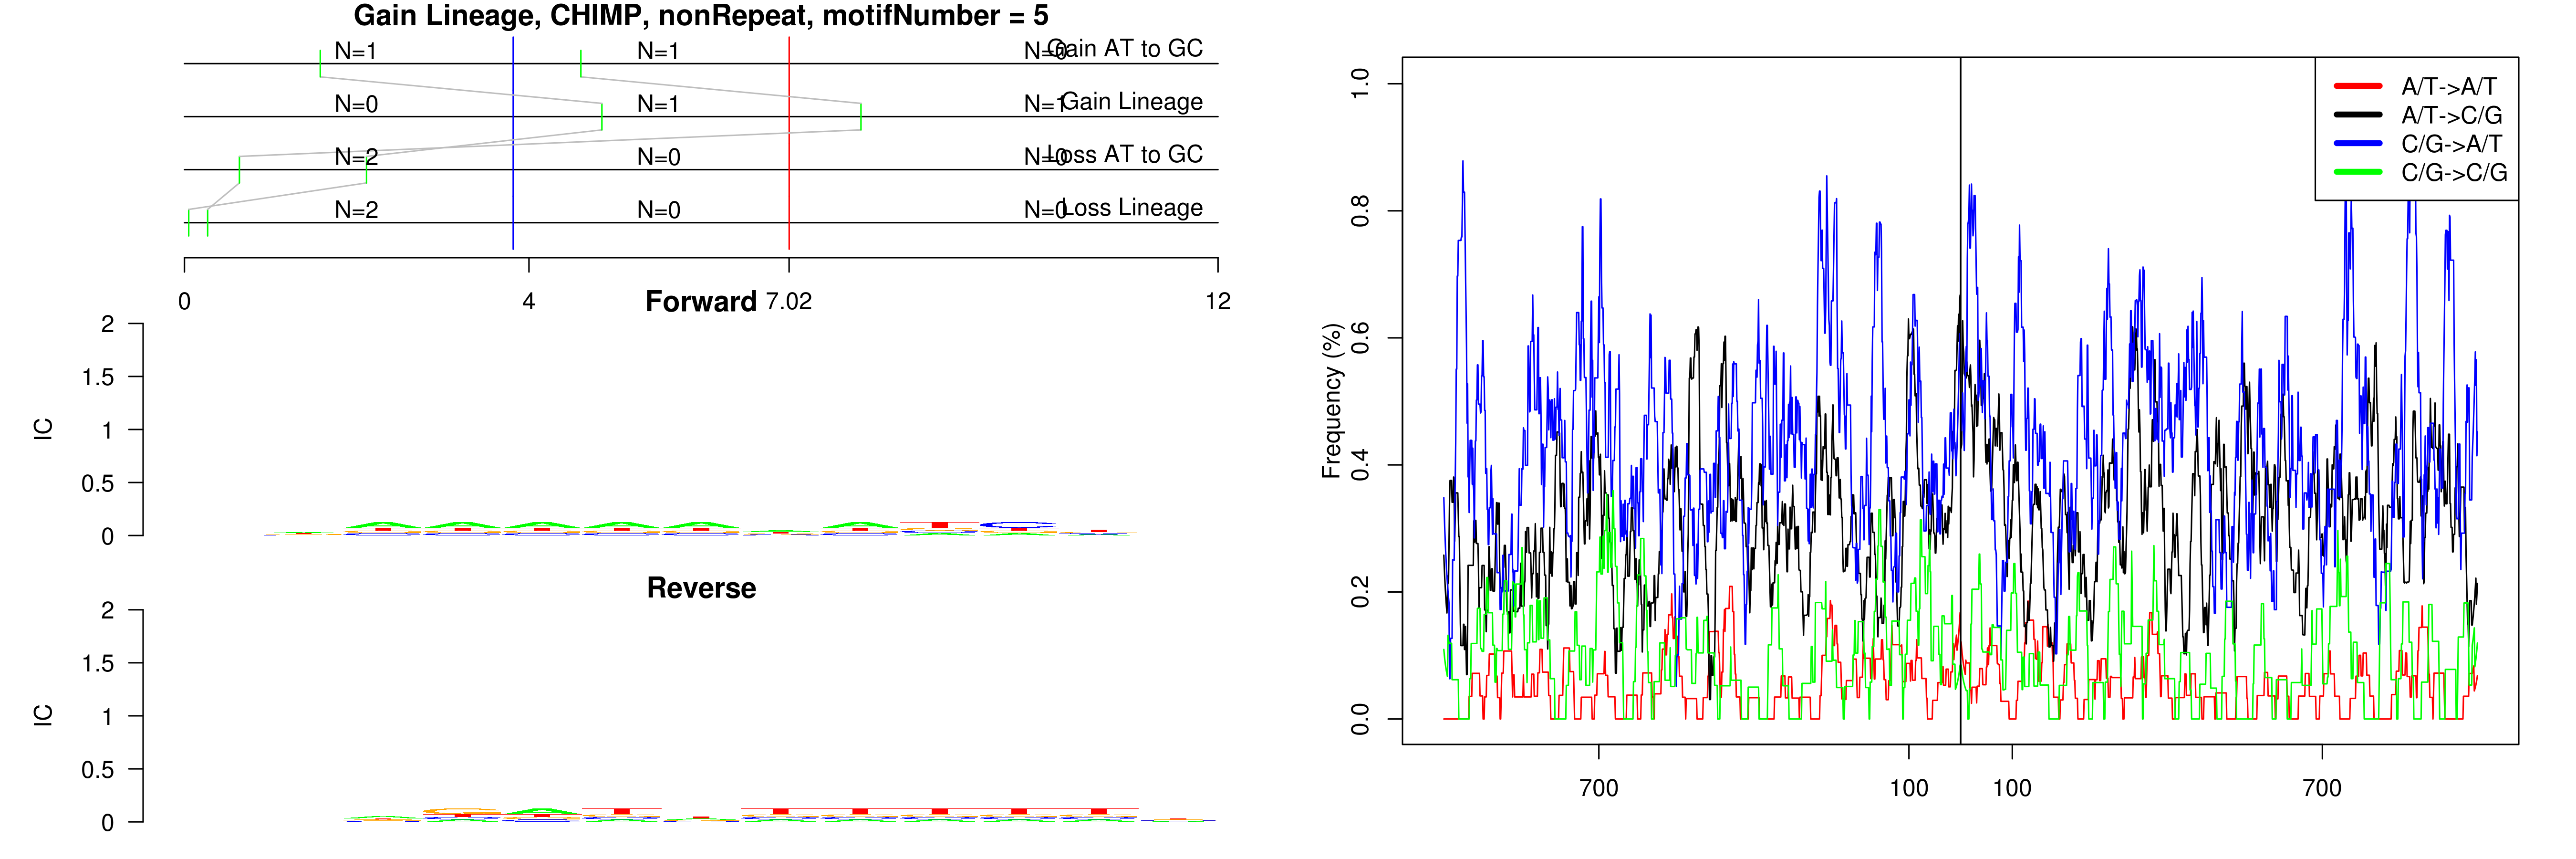 Gain Lineage, CHIMP, nonRepeat, motifNumber = 5
N=1 N=1 N=0 Gain AT to GC
N=0 N=1 N=1 Gain Lineage
N=2 N=0 N=0 Loss AT to GC
N=2 N=0 N=0 Loss Lineage
0 4 7.02 12
Forward
2
1.5
1
0.5
0
IC
Reverse
2
1.5
1
0.5
0
IC
A/T->A/T
A/T->C/G
C/G->A/T
C/G->C/G
1.0
0.8
0.6
0.4
0.2
0.0
Frequency (%)
700 100 100 700